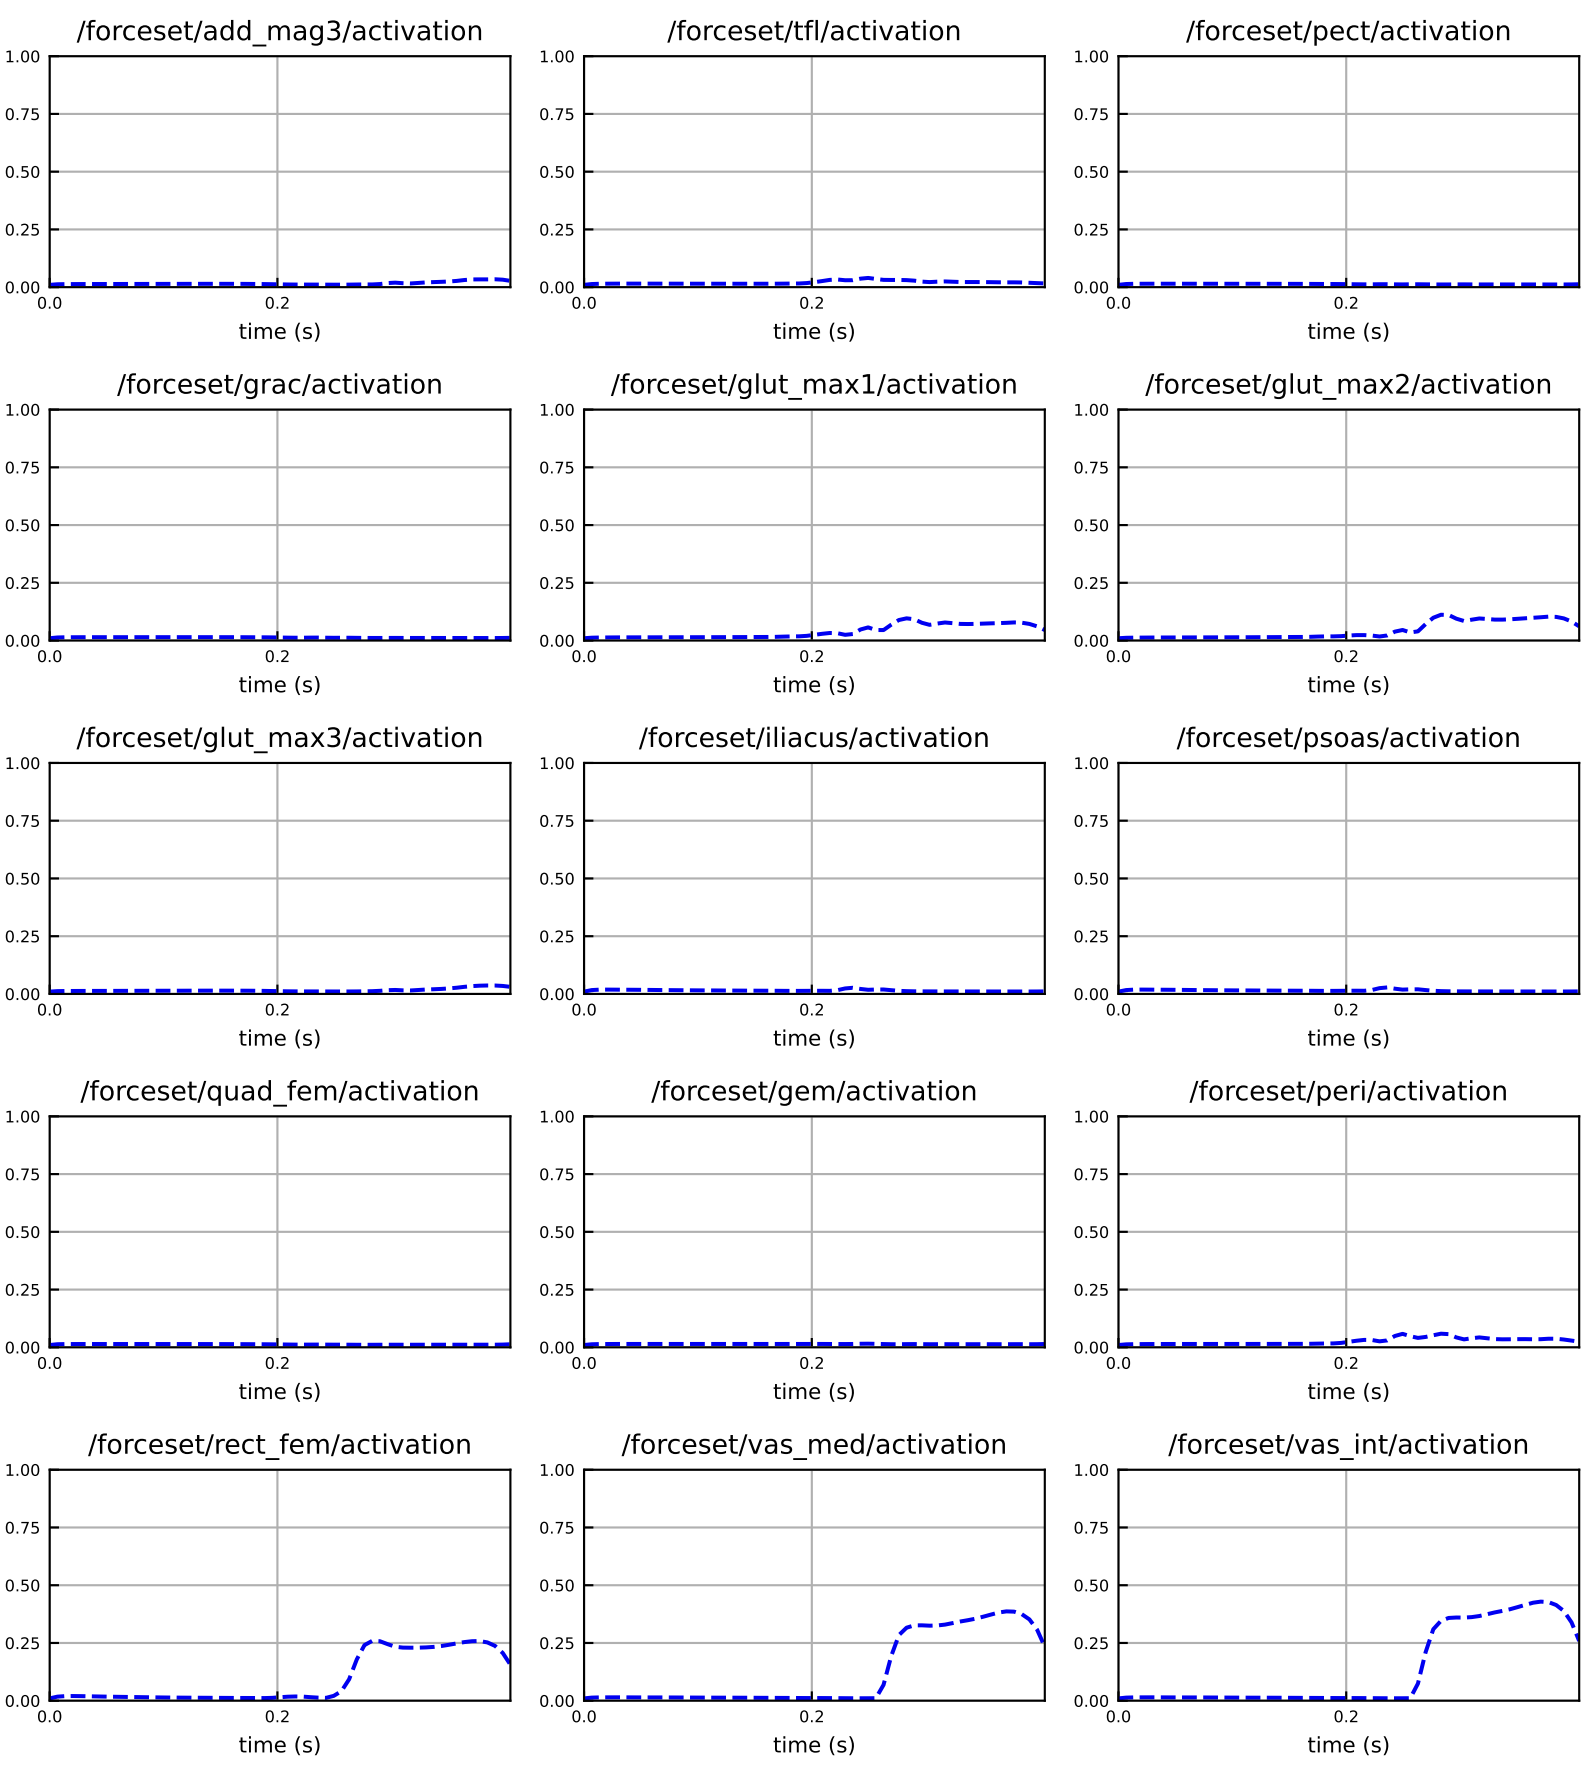 /forceset/add_mag3/activation /forceset/tfl/activation /forceset/pect/activation
1.00 1.00 1.00
0.75 0.75 0.75
0.50 0.50 0.50
0.25 0.25 0.25
0.00 0.00 0.00
0.0 0.2 0.0 0.2 0.0 0.2
time (s) time (s) time (s)
/forceset/grac/activation /forceset/glut_max1/activation /forceset/glut_max2/activation
1.00 1.00 1.00
0.75 0.75 0.75
0.50 0.50 0.50
0.25 0.25 0.25
0.00 0.00 0.00
0.0 0.2 0.0 0.2 0.0 0.2
time (s) time (s) time (s)
/forceset/glut_max3/activation /forceset/iliacus/activation /forceset/psoas/activation
1.00 1.00 1.00
0.75 0.75 0.75
0.50 0.50 0.50
0.25 0.25 0.25
0.00 0.00 0.00
0.0 0.2 0.0 0.2 0.0 0.2
time (s) time (s) time (s)
/forceset/quad_fem/activation /forceset/gem/activation /forceset/peri/activation
1.00 1.00 1.00
0.75 0.75 0.75
0.50 0.50 0.50
0.25 0.25 0.25
0.00 0.00 0.00
0.0 0.2 0.0 0.2 0.0 0.2
time (s) time (s) time (s)
/forceset/rect_fem/activation /forceset/vas_med/activation /forceset/vas_int/activation
1.00 1.00 1.00
0.75 0.75 0.75
0.50 0.50 0.50
0.25 0.25 0.25
0.00 0.00 0.00
0.0 0.2 0.0 0.2 0.0 0.2
time (s) time (s) time (s)